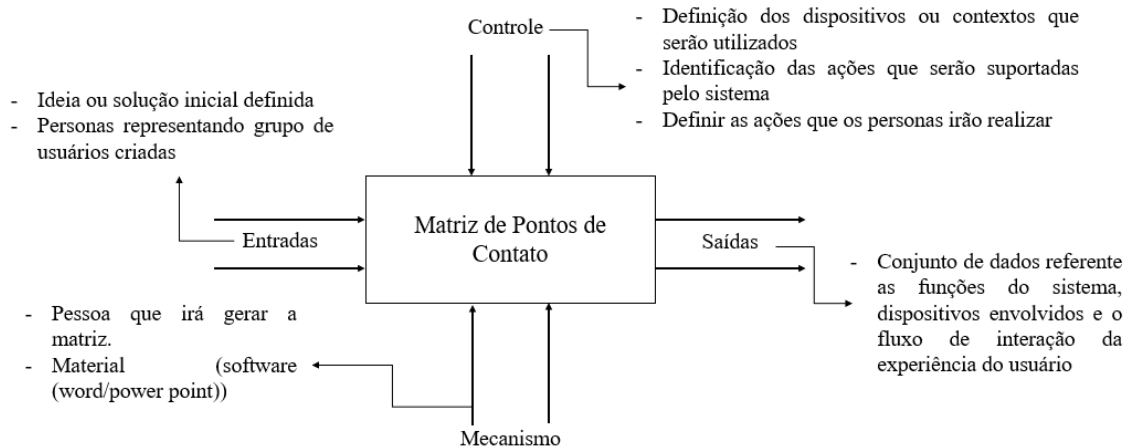 Controle
- Definição dos dispositivos ou contextos que
serão utilizados
- Identificação das ações que serão suportadas
pelo sistema
- Definir as ações que os personas irão realizar
- Ideia ou solução inicial definida
- Personas representando grupo de
usuários criadas
Entradas
Matriz de Pontos de
Contato
Saídas
- Conjunto de dados referente
as funções do sistema,
dispositivos envolvidos e o
fluxo de interação da
experiência do usuário
- Pessoa que irá gerar a
matriz.
- Material (software
(word/power point))
Mecanismo